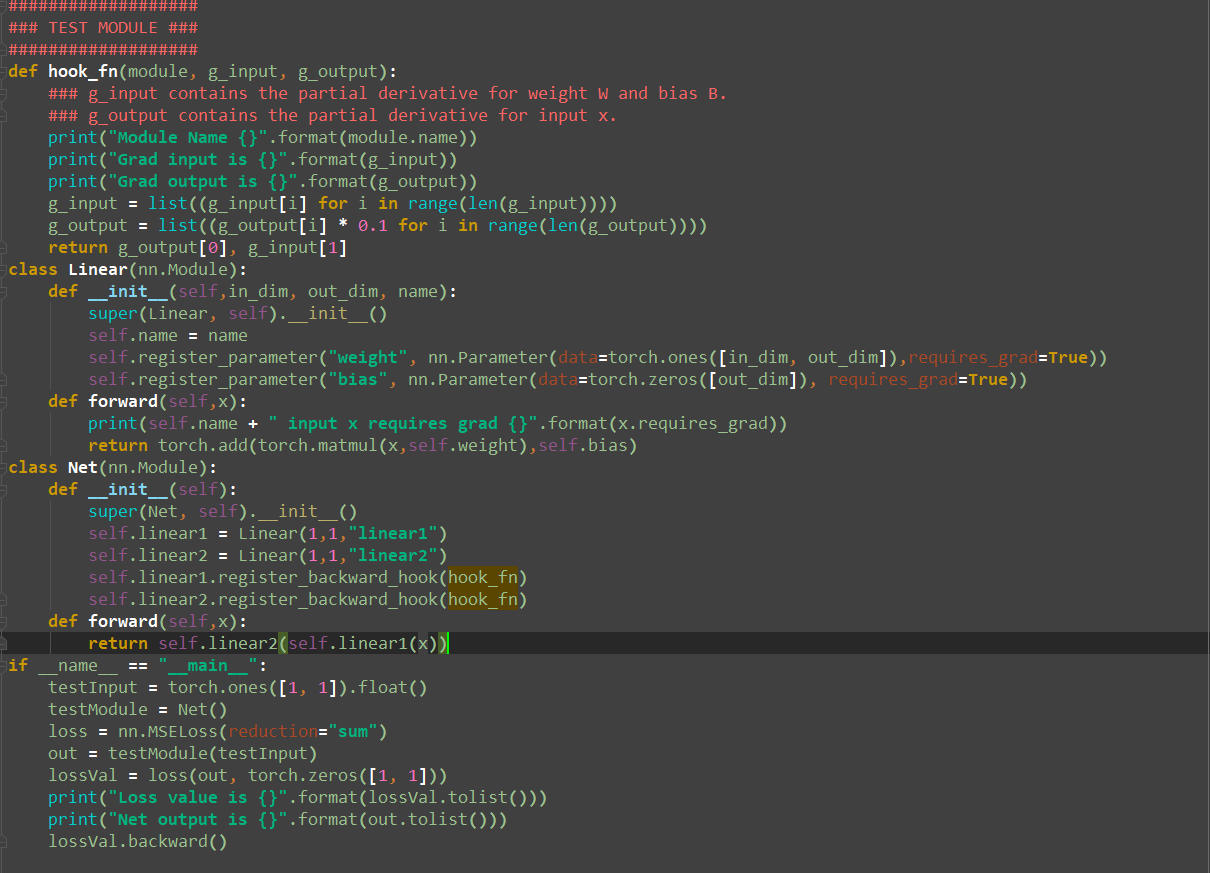 ###################
### TEST MODULE ###
###################
def hook_fn(module, g_input, g_output):
    ### g_input contains the partial derivative for weight W and bias B.
    ### g_output contains the partial derivative for input x.
    print("Module Name {}".format(module.name))
    print("Grad input is {}".format(g_input))
    print("Grad output is {}".format(g_output))
    g_input = list((g_input[i] for i in range(len(g_input))))
    g_output = list((g_output[i] * 0.1 for i in range(len(g_output))))
    return g_output[0], g_input[1]
class Linear(nn.Module):
    def __init__(self,in_dim, out_dim, name):
        super(Linear, self).__init__()
        self.name = name
        self.register_parameter("weight", nn.Parameter(data=torch.ones([in_dim, out_dim]),requires_grad=True))
        self.register_parameter("bias", nn.Parameter(data=torch.zeros([out_dim]), requires_grad=True))
    def forward(self,x):
        print(self.name + " input x requires grad {}".format(x.requires_grad))
        return torch.add(torch.matmul(x,self.weight),self.bias)
class Net(nn.Module):
    def __init__(self):
        super(Net, self).__init__()
        self.linear1 = Linear(1,1,"linear1")
        self.linear2 = Linear(1,1,"linear2")
        self.linear1.register_backward_hook(hook_fn)
        self.linear2.register_backward_hook(hook_fn)
    def forward(self,x):
        return self.linear2(self.linear1(x))
if __name__ == "__main__":
    testInput = torch.ones([1, 1]).float()
    testModule = Net()
    loss = nn.MSELoss(reduction="sum")
    out = testModule(testInput)
    lossVal = loss(out, torch.zeros([1, 1]))
    print("Loss value is {}".format(lossVal.tolist()))
    print("Net output is {}".format(out.tolist()))
    lossVal.backward()